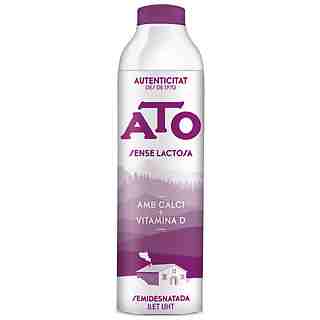 AUTENTICITAT
DES DE 1970
ATO
SENSE LACTOSA
AMB CALCI
+
VITAMINA D
SEMIDESNATADA
LLET UHT